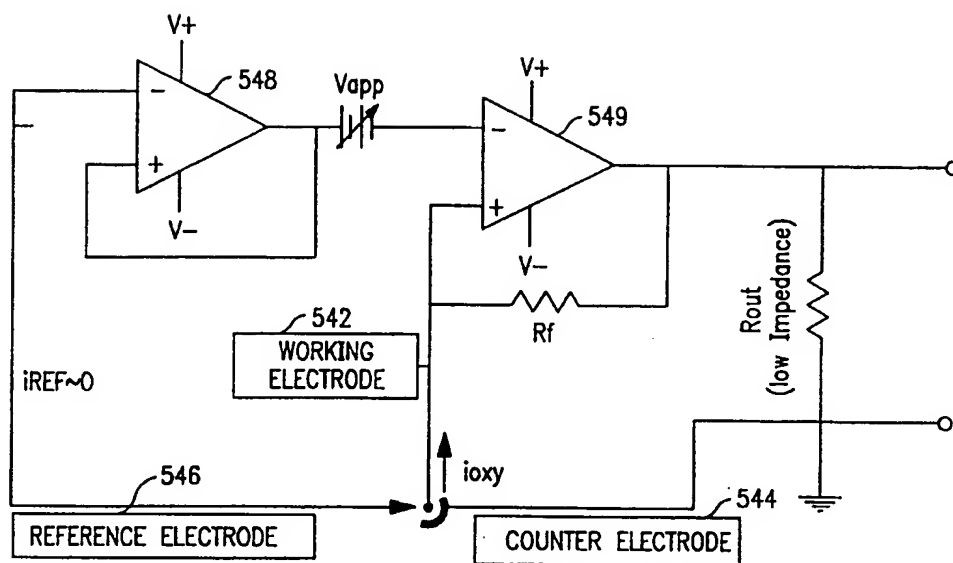 V+
548
−
+
V−
Vapp
V+
549
−
+
V−
Rf
Rout
(low Impedance)
542
WORKING
ELECTRODE
iREF~0
ioxy
546
REFERENCE ELECTRODE
544
COUNTER ELECTRODE